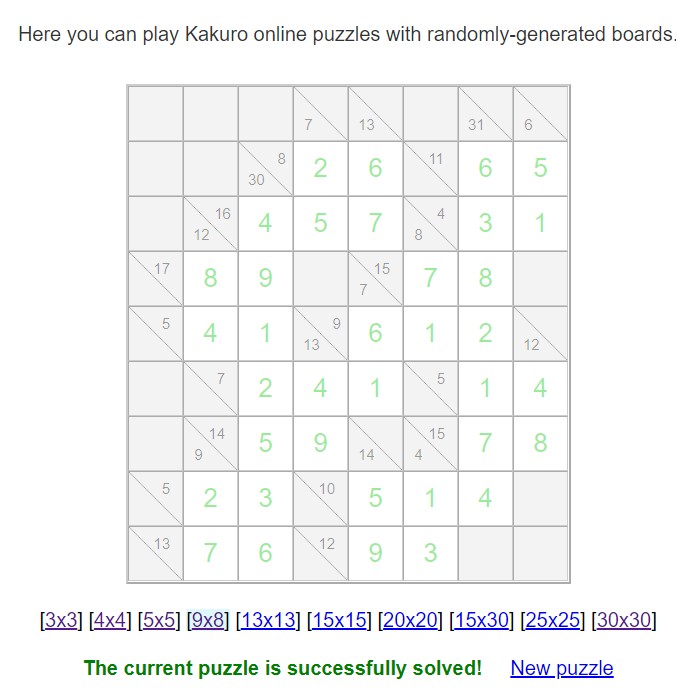 Here you can play Kakuro online puzzles with randomly-generated boards.
7 13 31 6
8 30 2 6 11 6 5
16 12 4 5 7 4 8 3 1
17 8 9 15 7 7 8
5 4 1 9 13 6 1 2 12
7 2 4 1 5 1 4
14 9 5 9 14 15 4 7 8
5 2 3 10 5 1 4
13 7 6 12 9 3
[3x3] [4x4] [5x5] [9x8] [13x13] [15x15] [20x20] [15x30] [25x25] [30x30]
The current puzzle is successfully solved! New puzzle